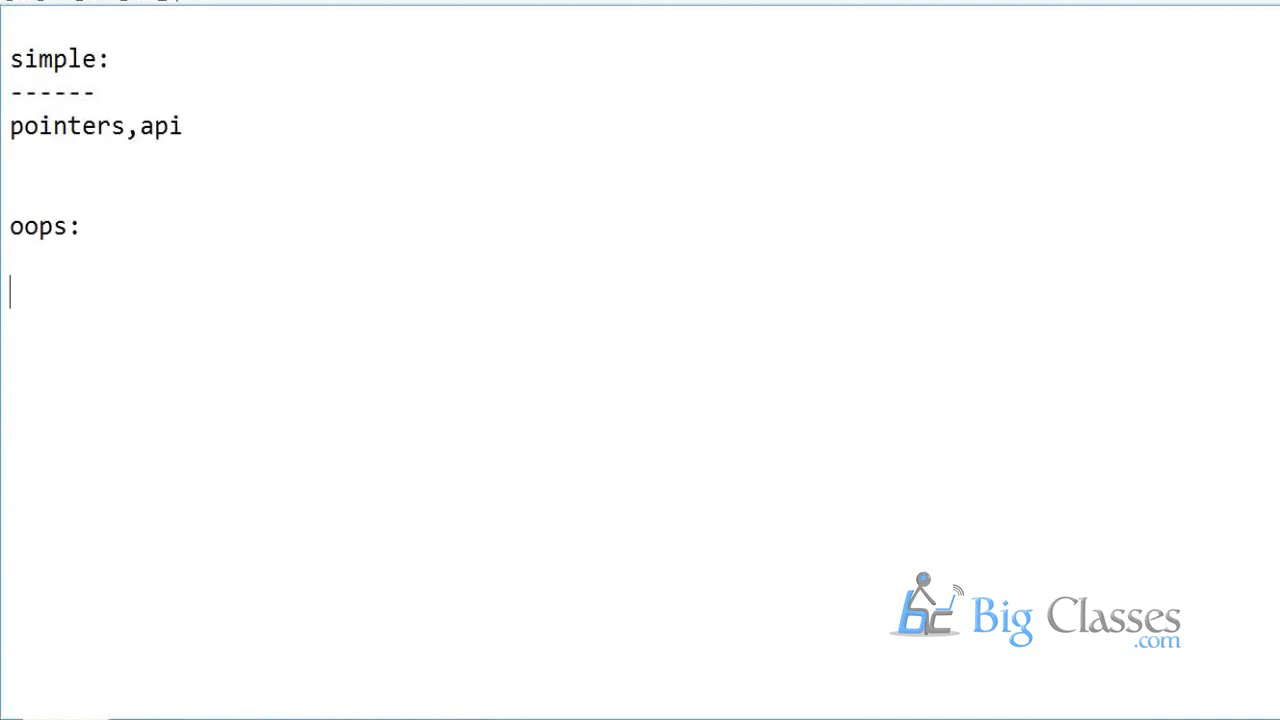 simple:
------
pointers,api
oops:
Big Classes
.com